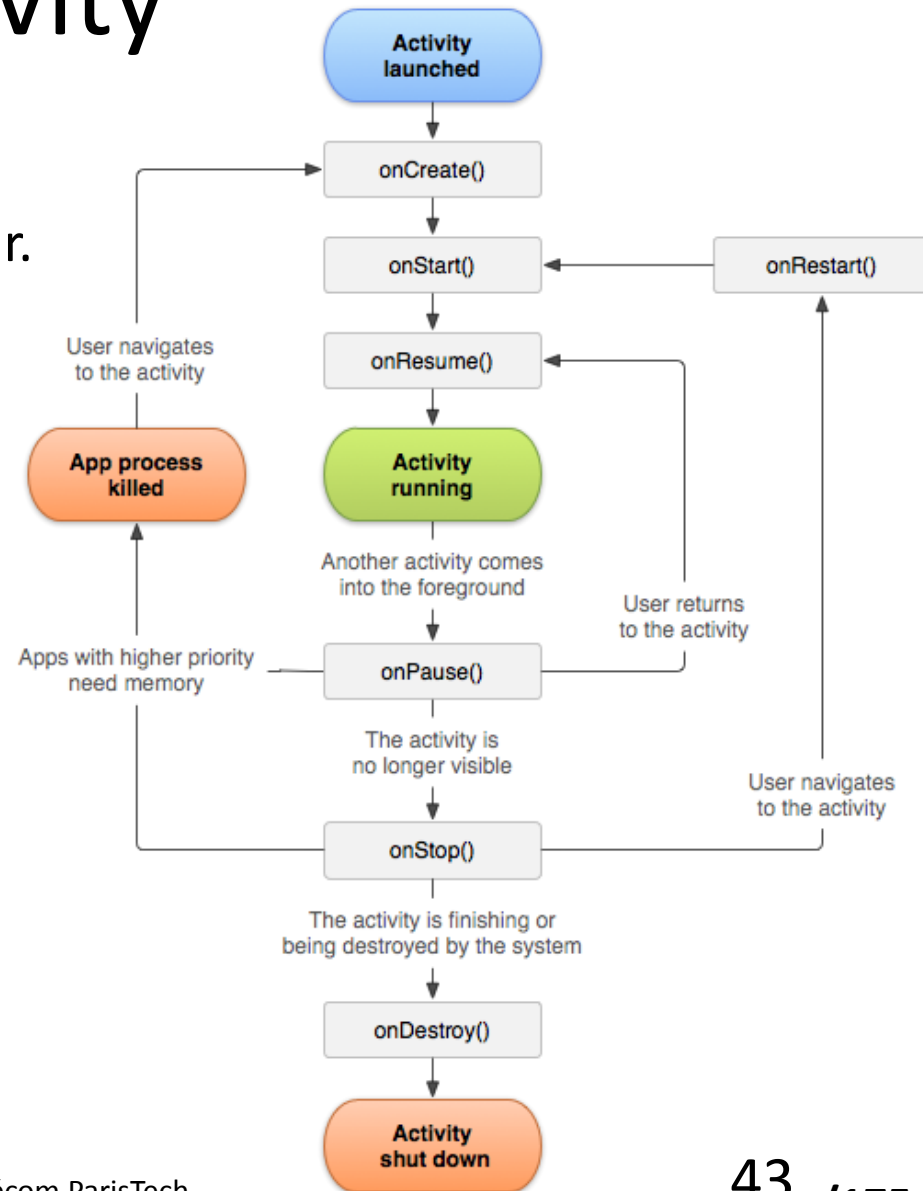 Activity
launched
onCreate()
r.
onStart()
onRestart()
onResume()
User navigates
to the activity
App process
killed
Activity
running
Another activity comes
into the foreground
User returns
to the activity
Apps with higher priority
need memory
onPause()
The activity is
no longer visible
User navigates
to the activity
onStop()
The activity is finishing or
being destroyed by the system
onDestroy()
Activity
shut down
ParisTech
43